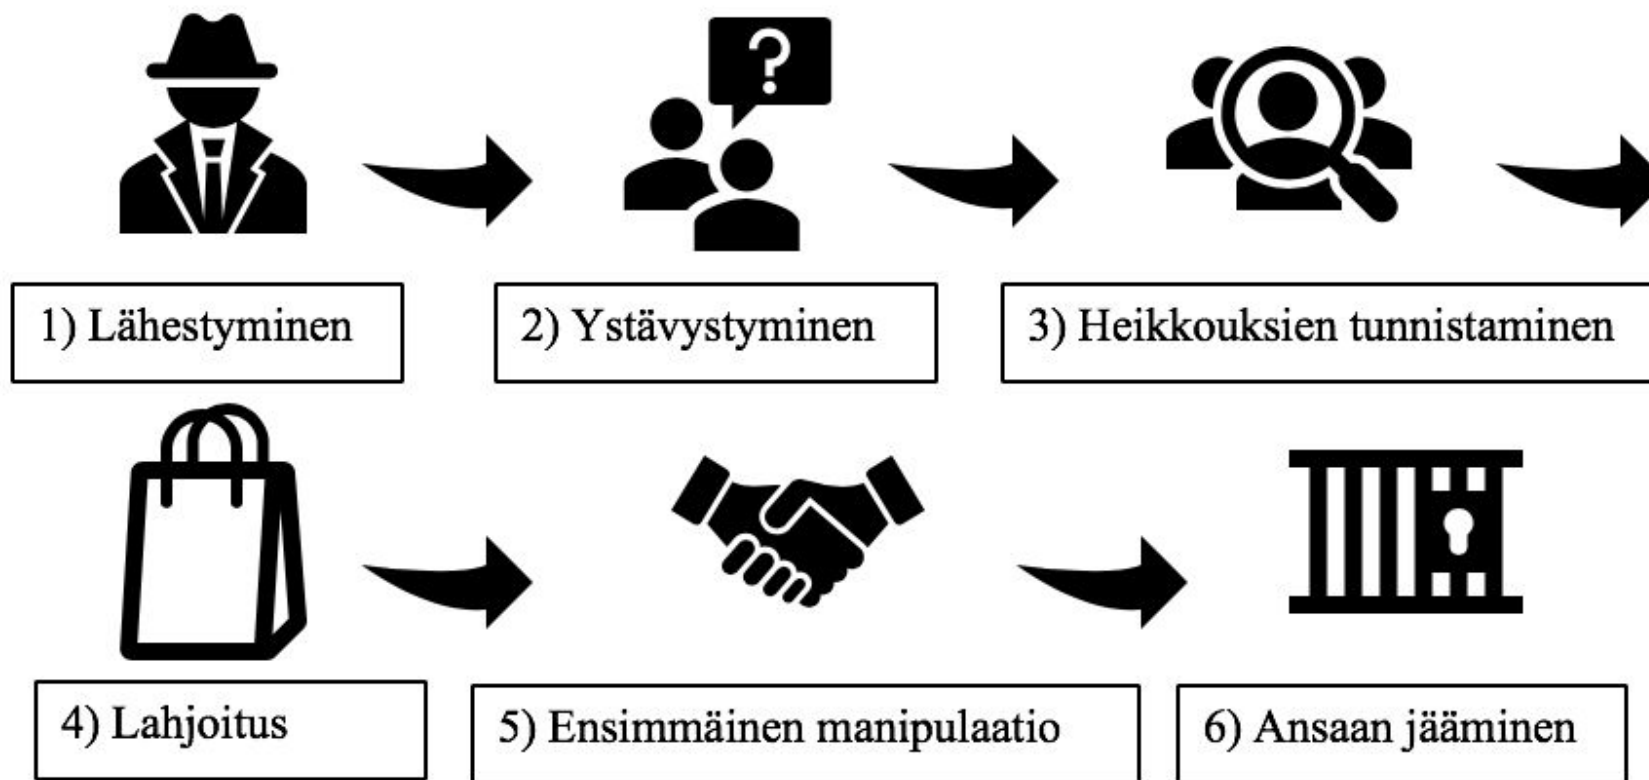 ?
1) Lähestyminen
2) Ystävystyminen
3) Heikkouksien tunnistaminen
4) Lahjoitus
5) Ensimmäinen manipulaatio
6) Ansaan jääminen